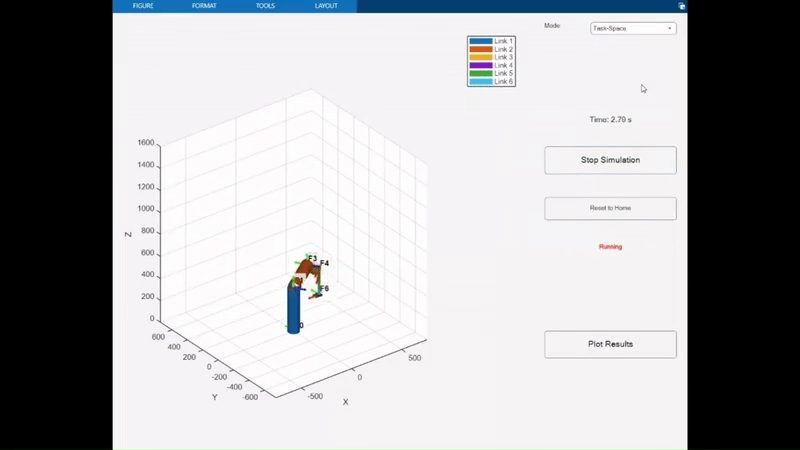 FIGURE FORMAT TOOLS LAYOUT
Mode: Task-Space
Link 1
Link 2
Link 3
Link 4
Link 5
Link 6
Time: 2.70 s
Stop Simulation
Reset to Home
Running
Plot Results
1600
1400
1200
1000
800
600
400
200
0
Z
F3
F4
F6
0
600
400
200
0
-200
-400
-600
Y
-500
0
500
X